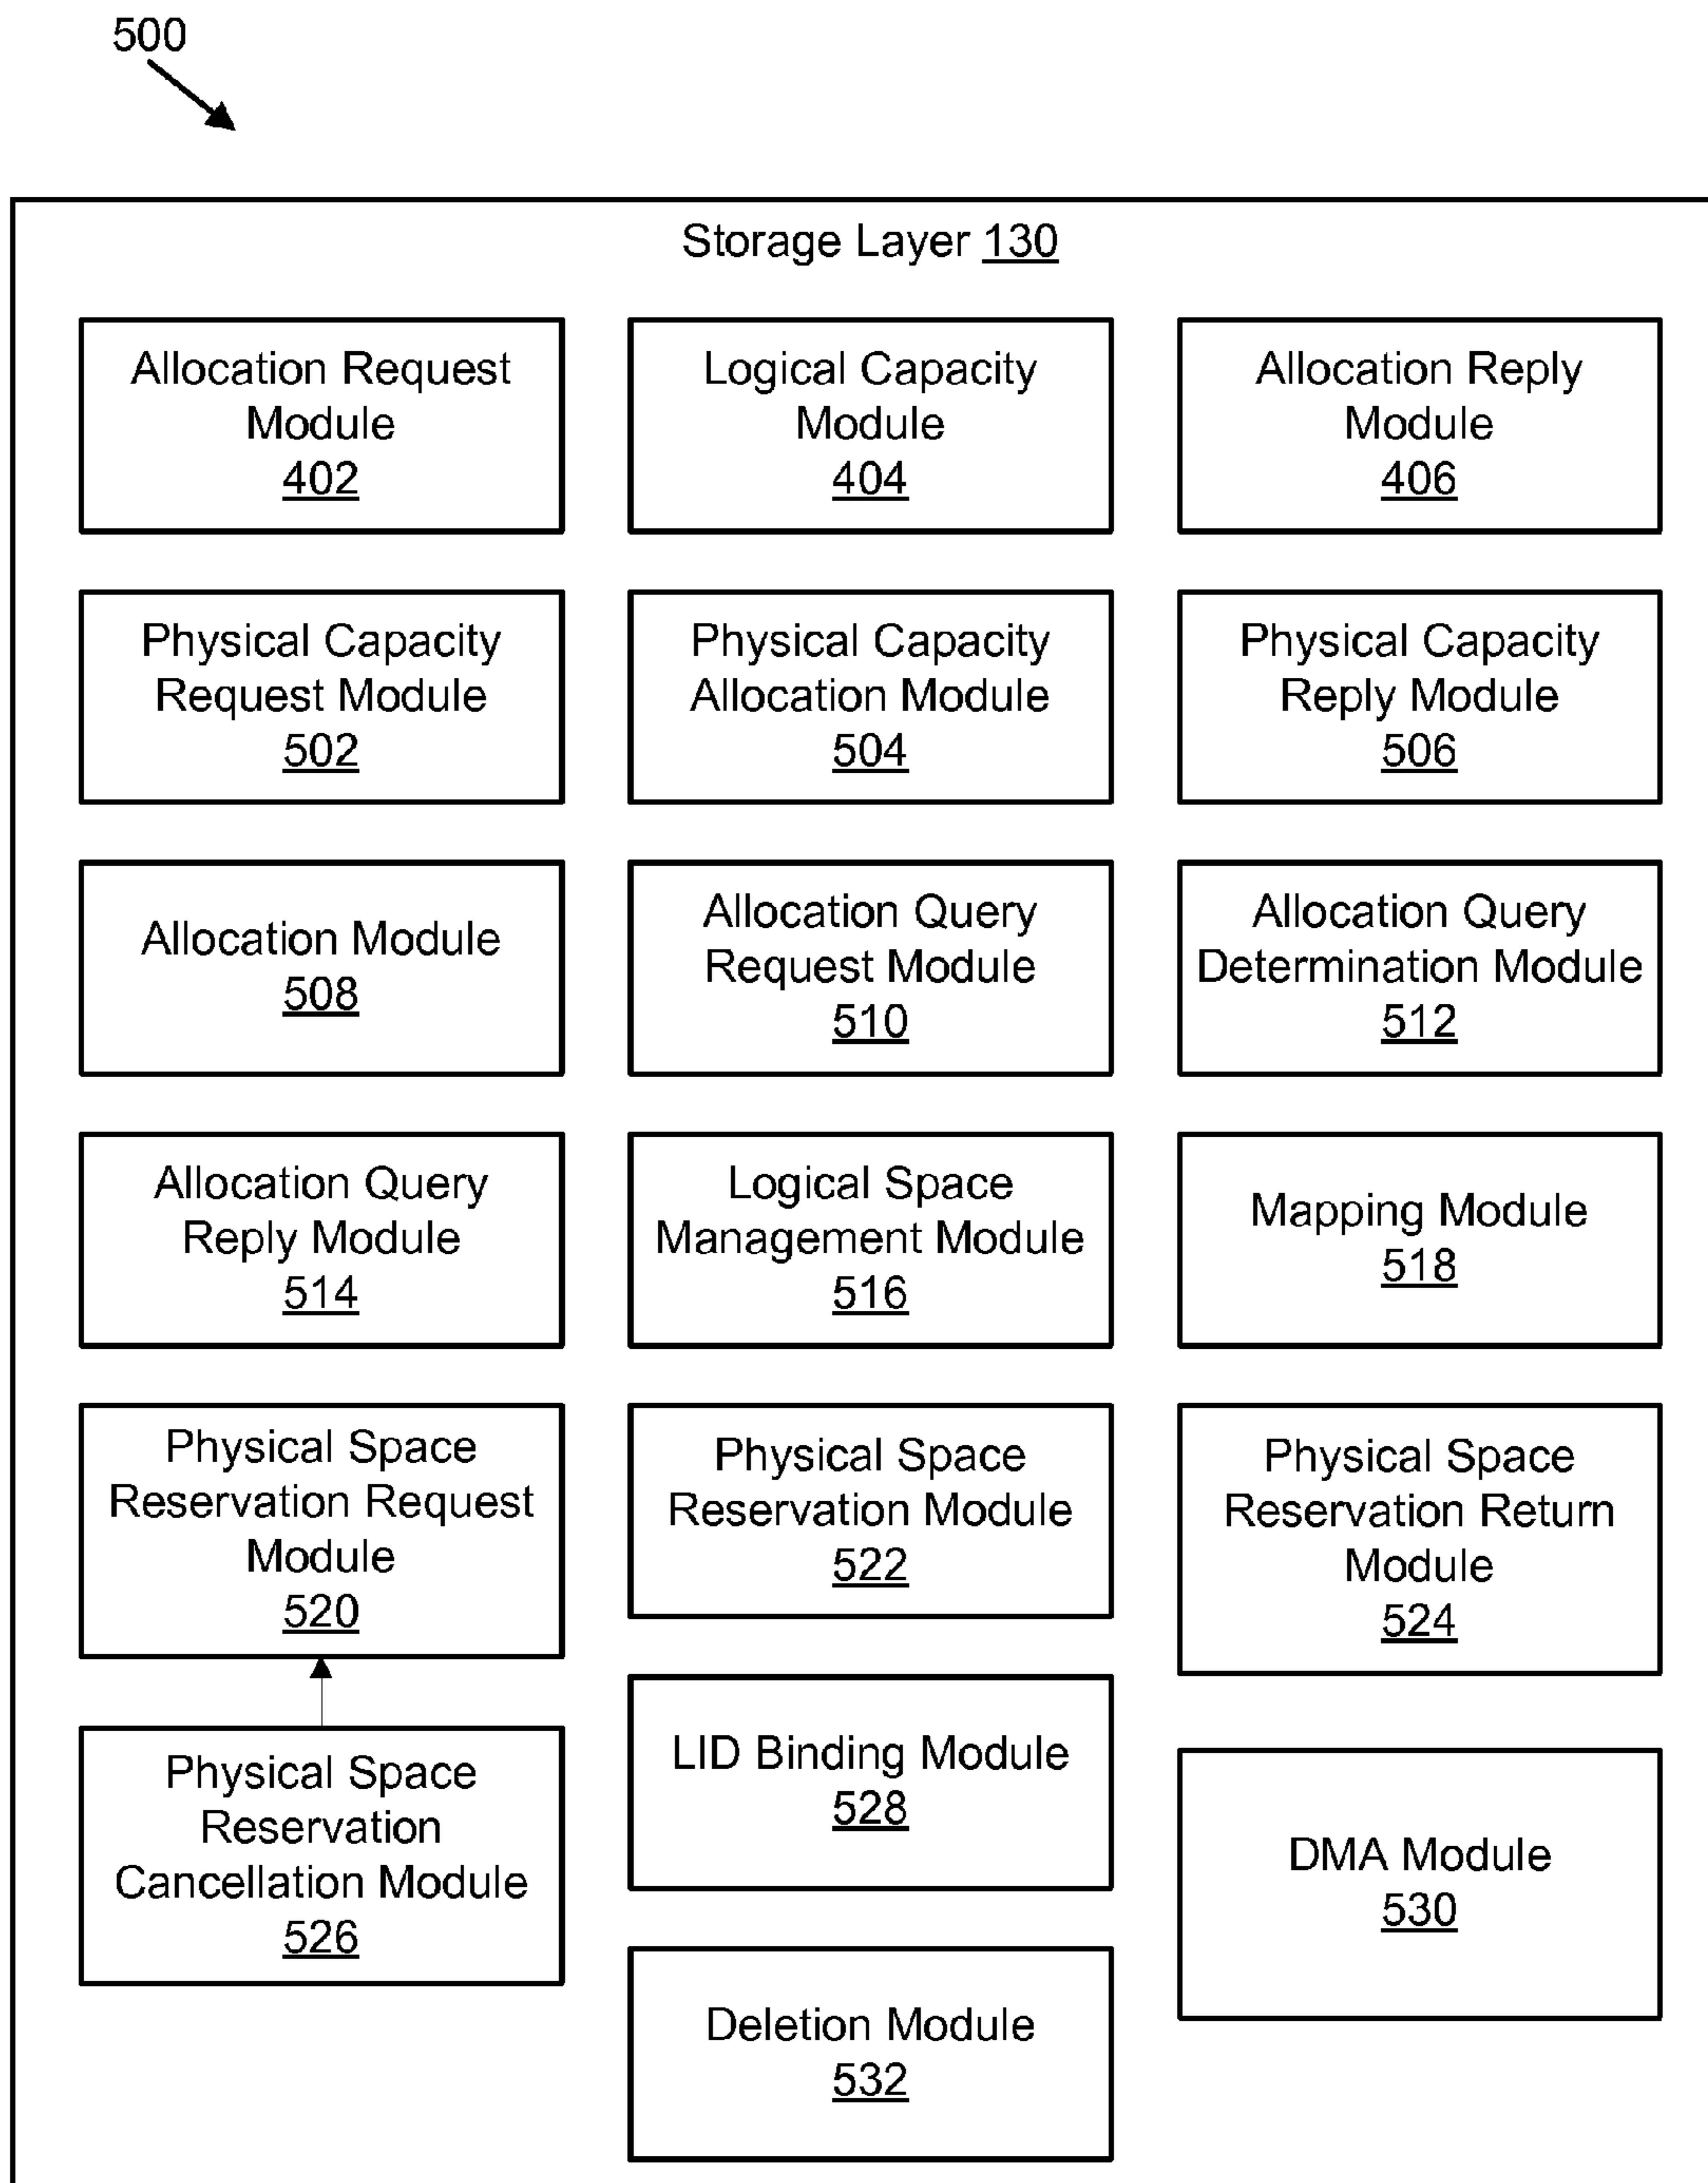 500
Storage Layer 130
Allocation Request
Module
402
Logical Capacity
Module
404
Allocation Reply
Module
406
Physical Capacity
Request Module
502
Physical Capacity
Allocation Module
504
Physical Capacity
Reply Module
506
Allocation Module
508
Allocation Query
Request Module
510
Allocation Query
Determination Module
512
Allocation Query
Reply Module
514
Logical Space
Management Module
516
Mapping Module
518
Physical Space
Reservation Request
Module
520
Physical Space
Reservation Module
522
Physical Space
Reservation Return
Module
524
Physical Space
Reservation
Cancellation Module
526
LID Binding Module
528
DMA Module
530
Deletion Module
532